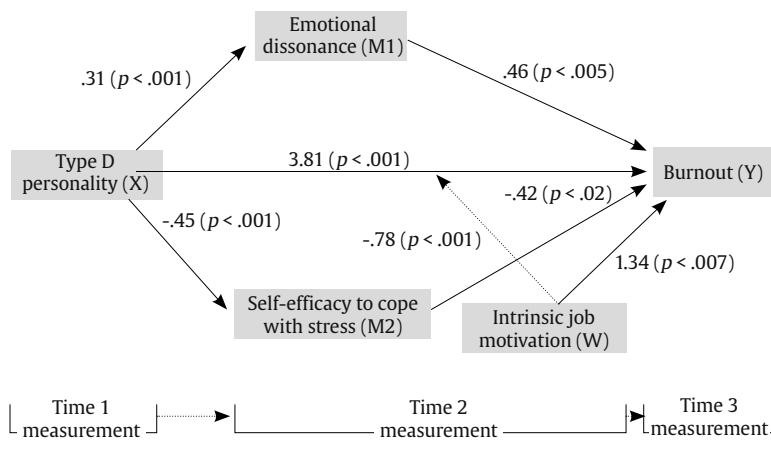 Emotional
dissonance (M1)
.31 (p < .001)
.46 (p < .005)
Type D
personality (X)
3.81 (p < .001)
Burnout (Y)
-.45 (p < .001)
-.42 (p < .02)
-.78 (p < .001)
1.34 (p < .007)
Self-efficacy to cope
with stress (M2)
Intrinsic job
motivation (W)
Time 1
measurement
Time 2
measurement
Time 3
measurement